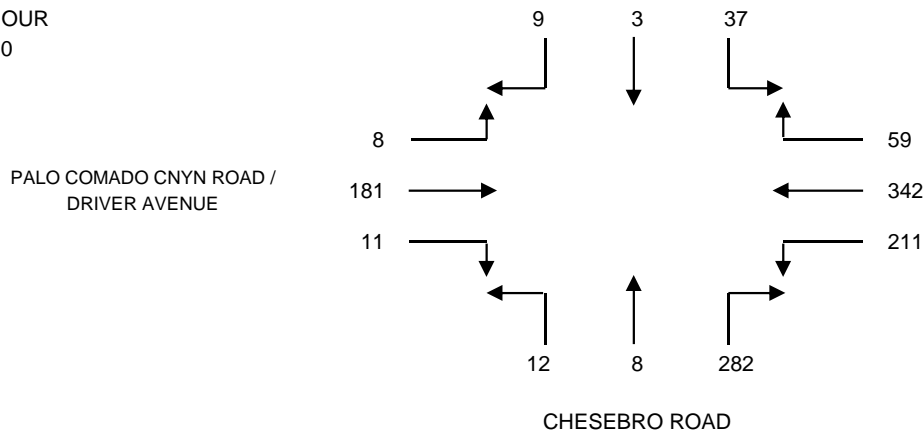 OUR
0
9 3 37
8
59
PALO COMADO CNYN ROAD /
DRIVER AVENUE
181
342
11
211
12 8 282
CHESEBRO ROAD